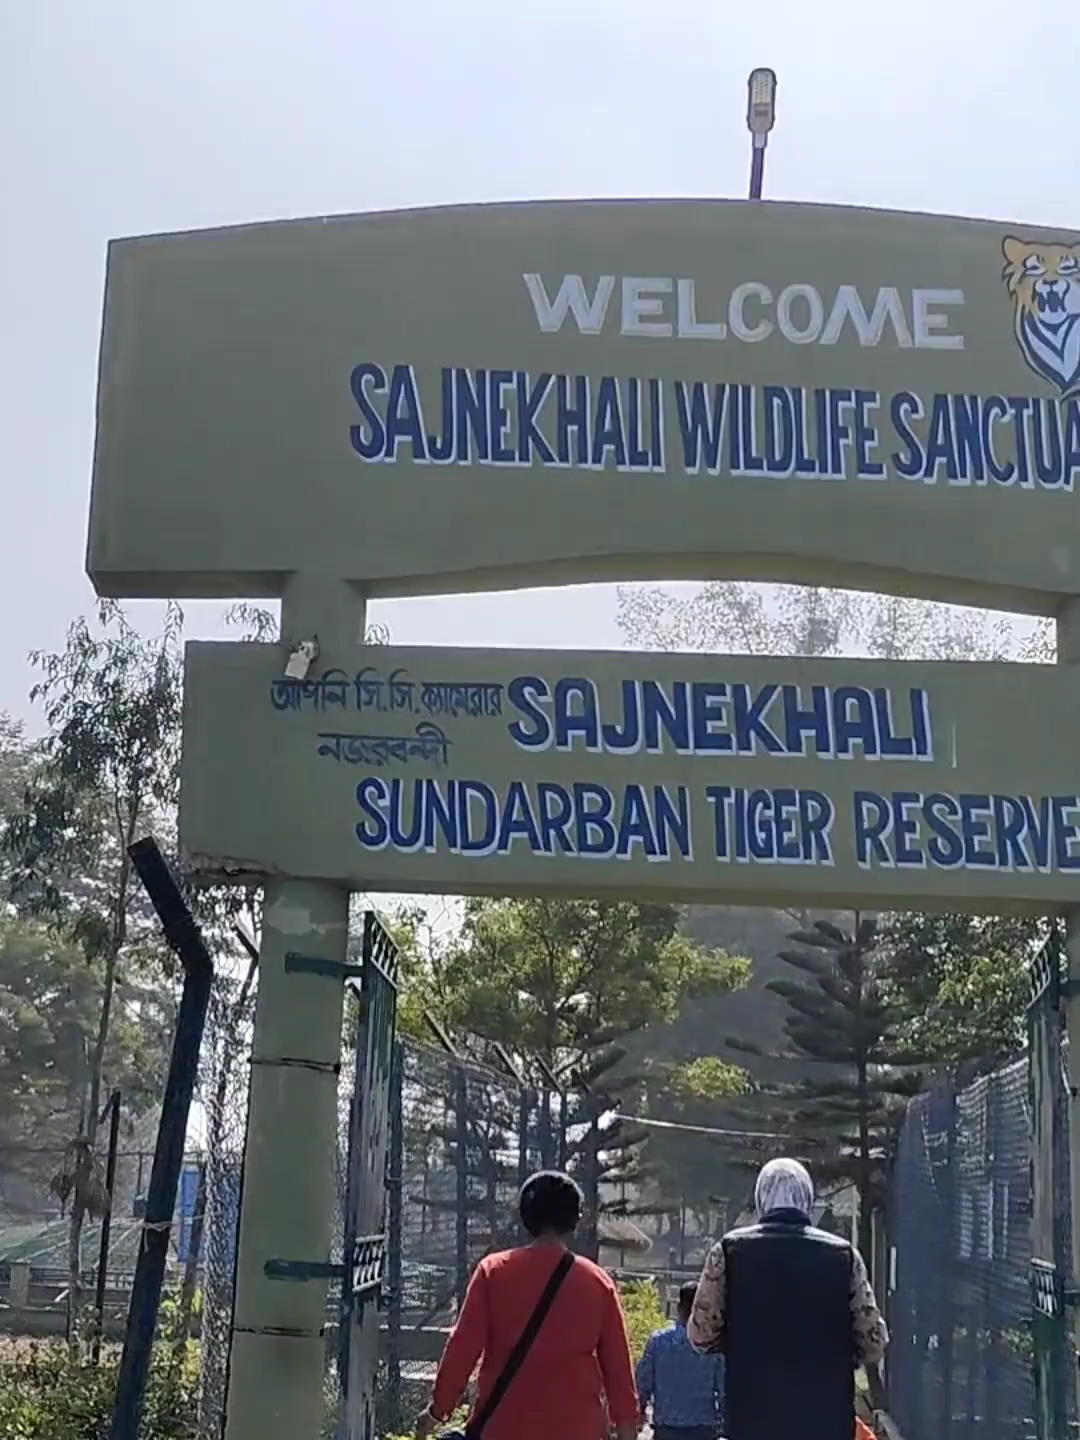 WELCOME
SAJNEKHALI WILDLIFE SANCTUA
আপনি সি.সি. ক্যামেরার
নজরবন্দী
SAJNEKHALI
SUNDARBAN TIGER RESERVE